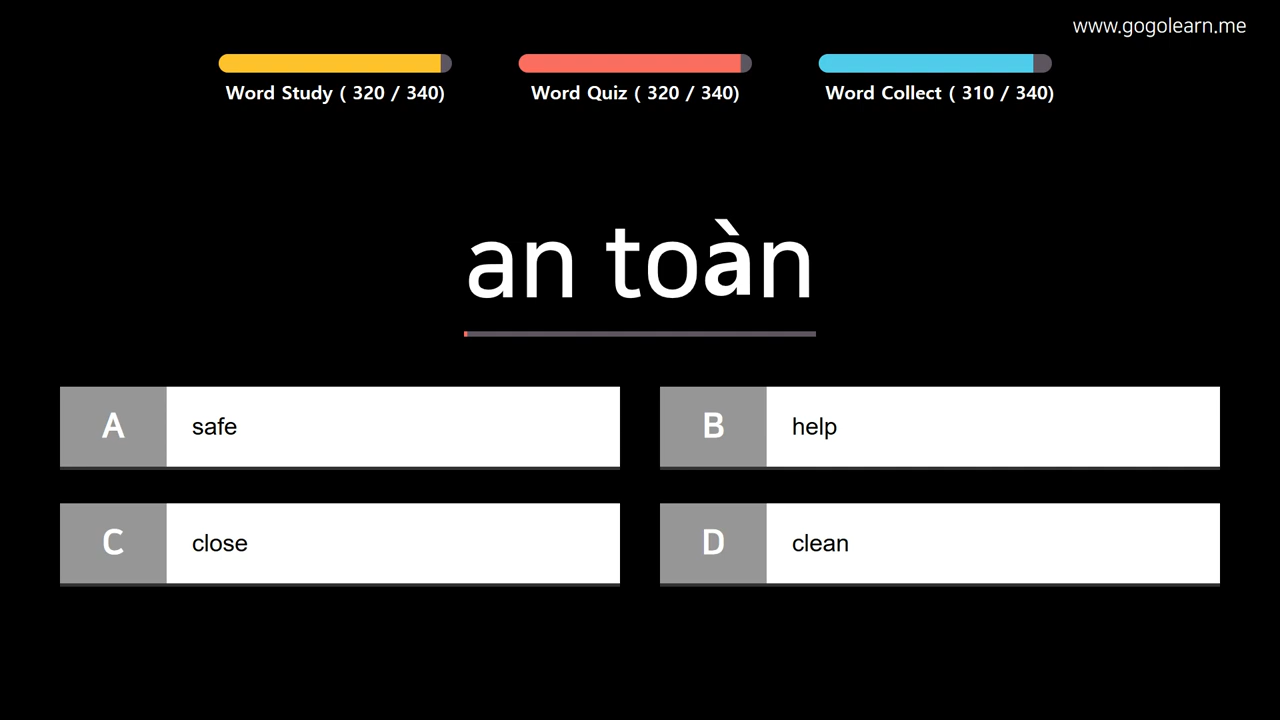 www.gogolearn.me
Word Study ( 320 / 340)
Word Quiz ( 320 / 340)
Word Collect ( 310 / 340)
an toàn
A safe
B help
C close
D clean